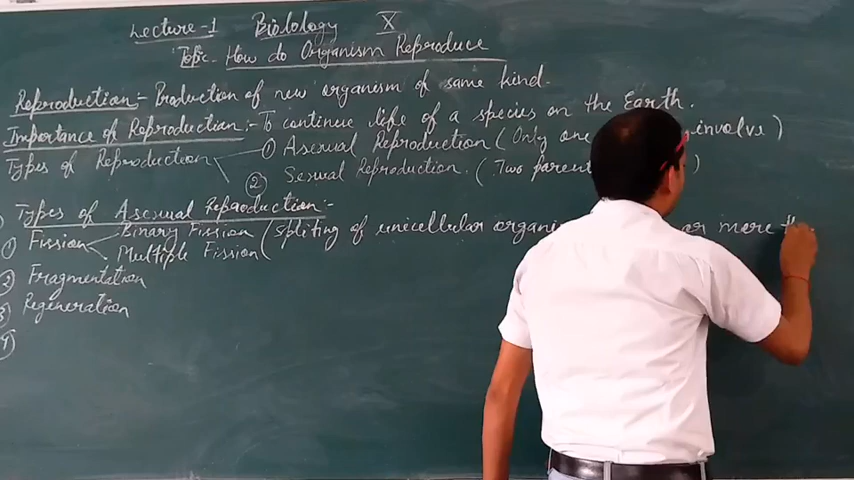 Lecture-1 Biolology X
Topic- How do Organism Reproduce
Reproduction:- Production of new organism of same kind.
Importance of Reproduction:- To continue life of a species on the Earth.
Types of Reproduction ① Asexual Reproduction (Only one involve)
② Sexual Reproduction. (Two parent )
Types of Asexual Reproduction:-
① Fission Binary Fission (spliting of unicellular organi or more
Multiple Fission (
② Fragmentation
③ Regeneration
④